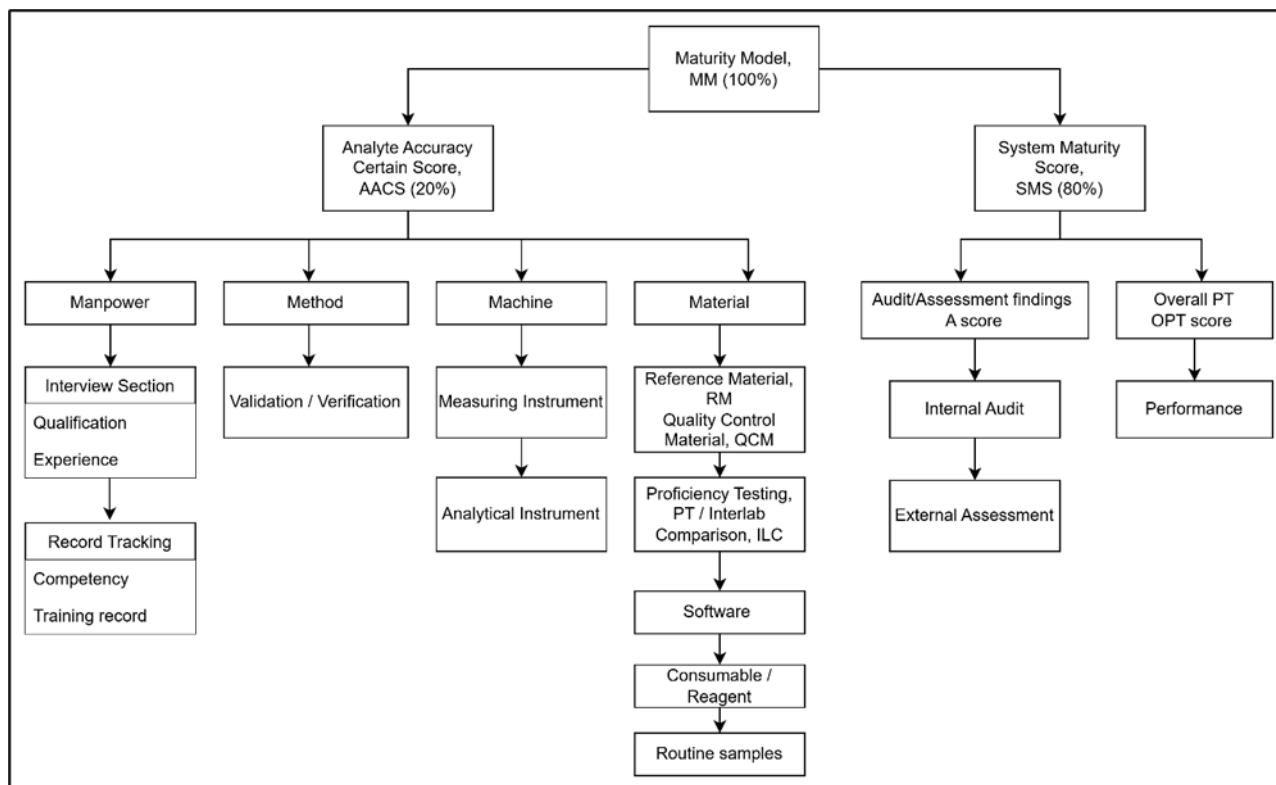 Maturity Model,
MM (100%)
Analyte Accuracy
Certain Score,
AACS (20%)
System Maturity
Score,
SMS (80%)
Manpower
Method
Machine
Material
Audit/Assessment findings
A score
Overall PT
OPT score
Interview Section
Qualification
Experience
Validation / Verification
Measuring Instrument
Reference Material,
RM
Quality Control
Material, QCM
Internal Audit
Performance
Analytical Instrument
Proficiency Testing,
PT / Interlab
Comparison, ILC
External Assessment
Record Tracking
Competency
Training record
Software
Consumable /
Reagent
Routine samples